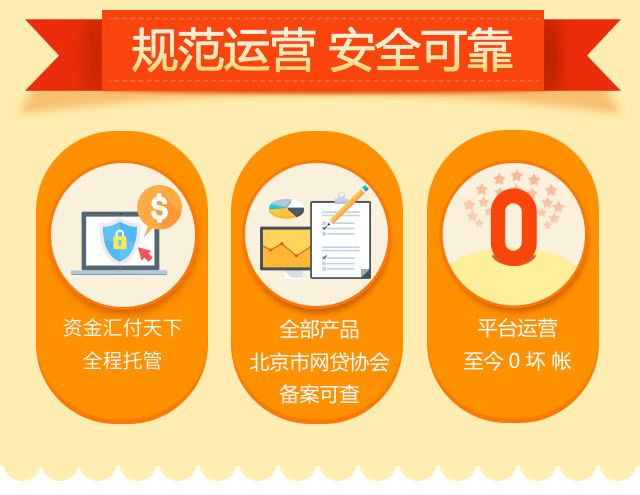 规范运营 安全可靠
资金汇付天下
全程托管
全部产品
北京市网贷协会
备案可查
0
平台运营
至今 0 坏 帐